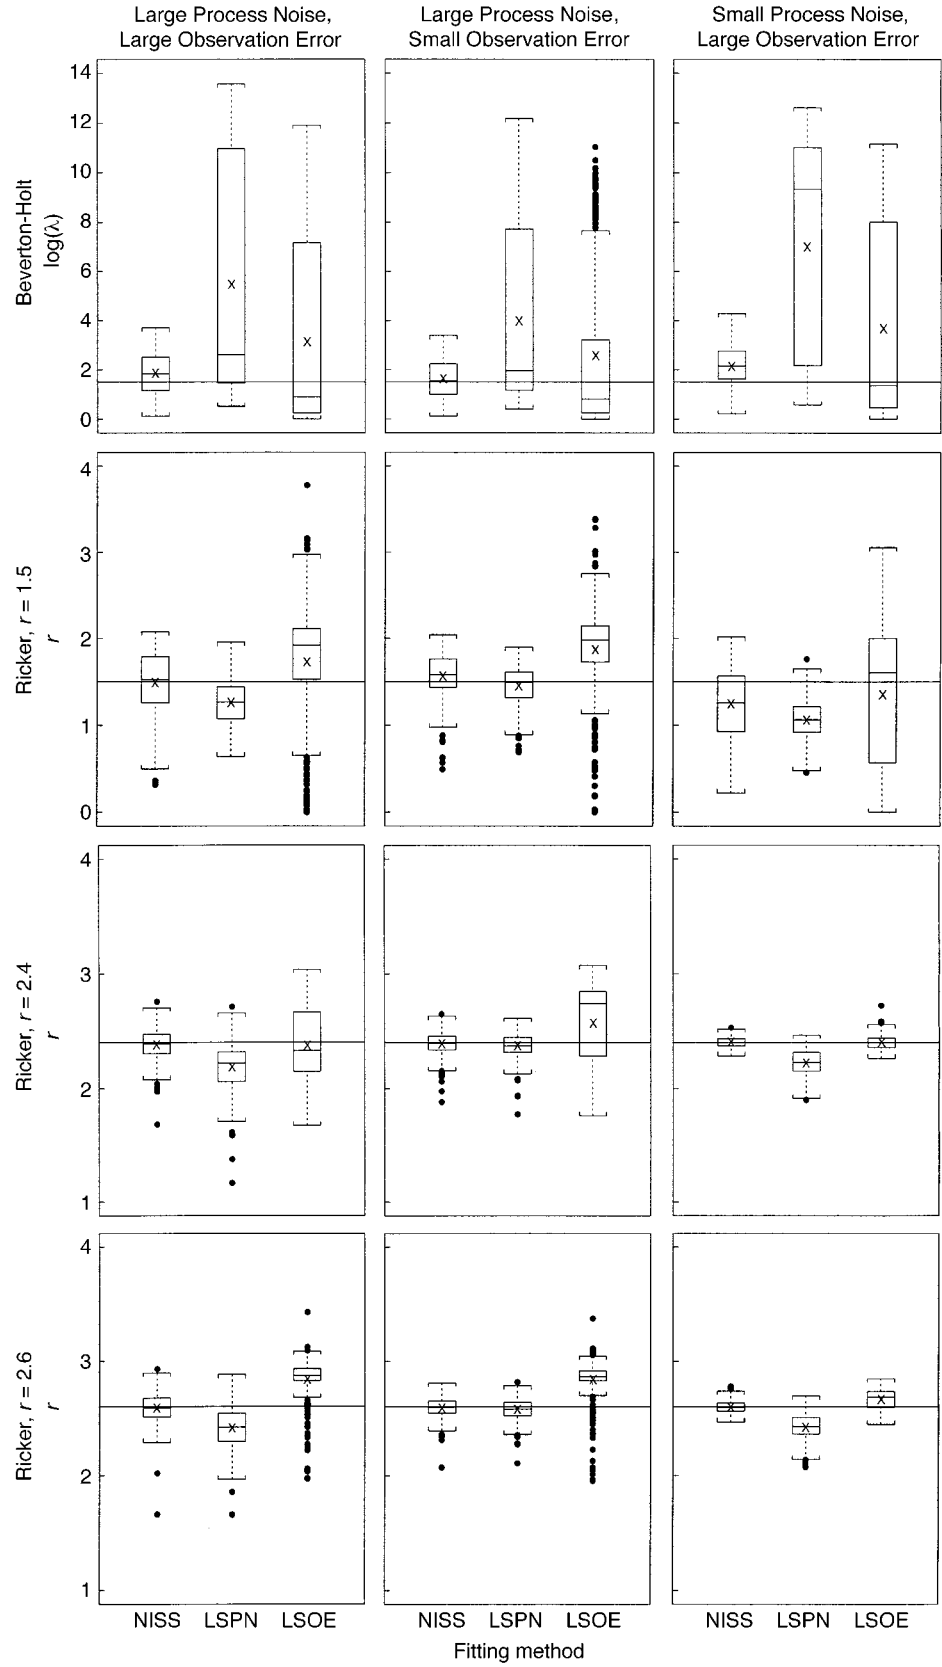 Large Process Noise,
Large Observation Error
Large Process Noise,
Small Observation Error
Small Process Noise,
Large Observation Error
Beverton-Holt
log(λ)
14
12
10
8
6
4
2
0
Ricker, r = 1.5
r
4
3
2
1
0
Ricker, r = 2.4
r
4
3
2
1
Ricker, r = 2.6
r
4
3
2
1
NISS LSPN LSOE
NISS LSPN LSOE
NISS LSPN LSOE
Fitting method